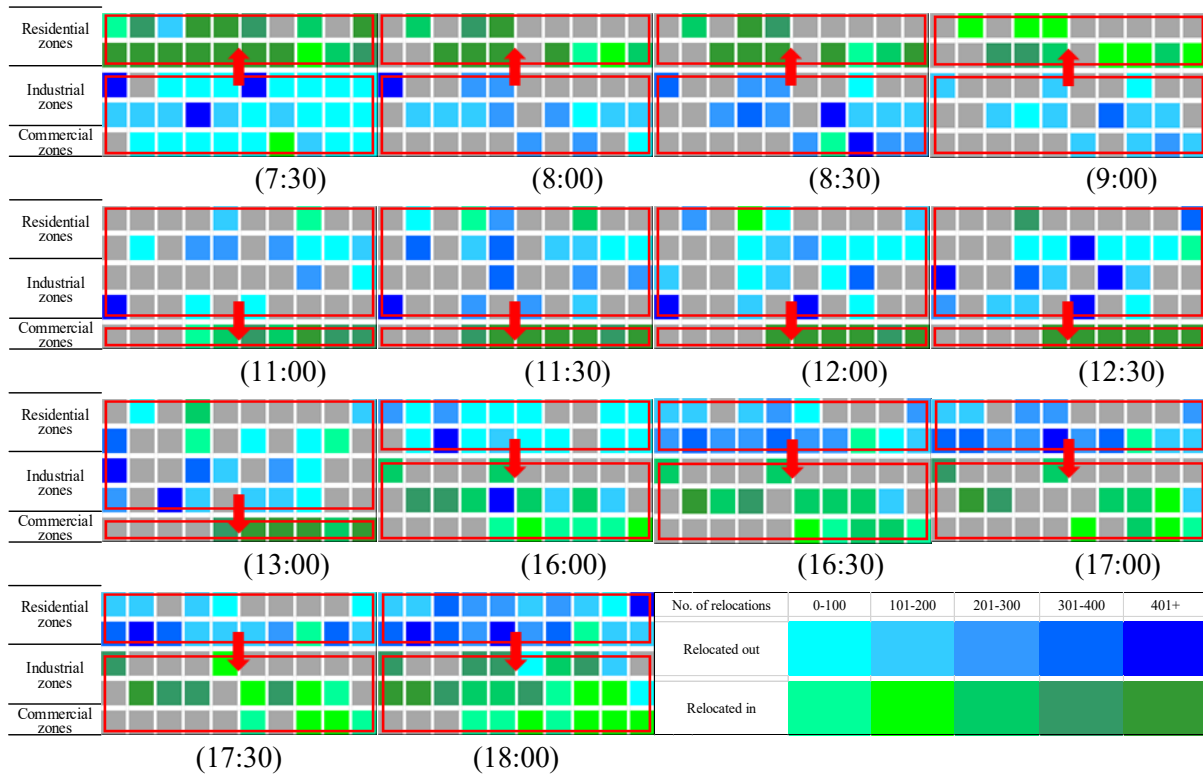 Residential
zones
Industrial
zones
Commercial
zones
(7:30)
(8:00)
(8:30)
(9:00)
Residential
zones
Industrial
zones
Commercial
zones
(11:00)
(11:30)
(12:00)
(12:30)
Residential
zones
Industrial
zones
Commercial
zones
(13:00)
(16:00)
(16:30)
(17:00)
Residential
zones
Industrial
zones
Commercial
zones
(17:30)
(18:00)
No. of relocations 0-100 101-200 201-300 301-400 401+
Relocated out
Relocated in